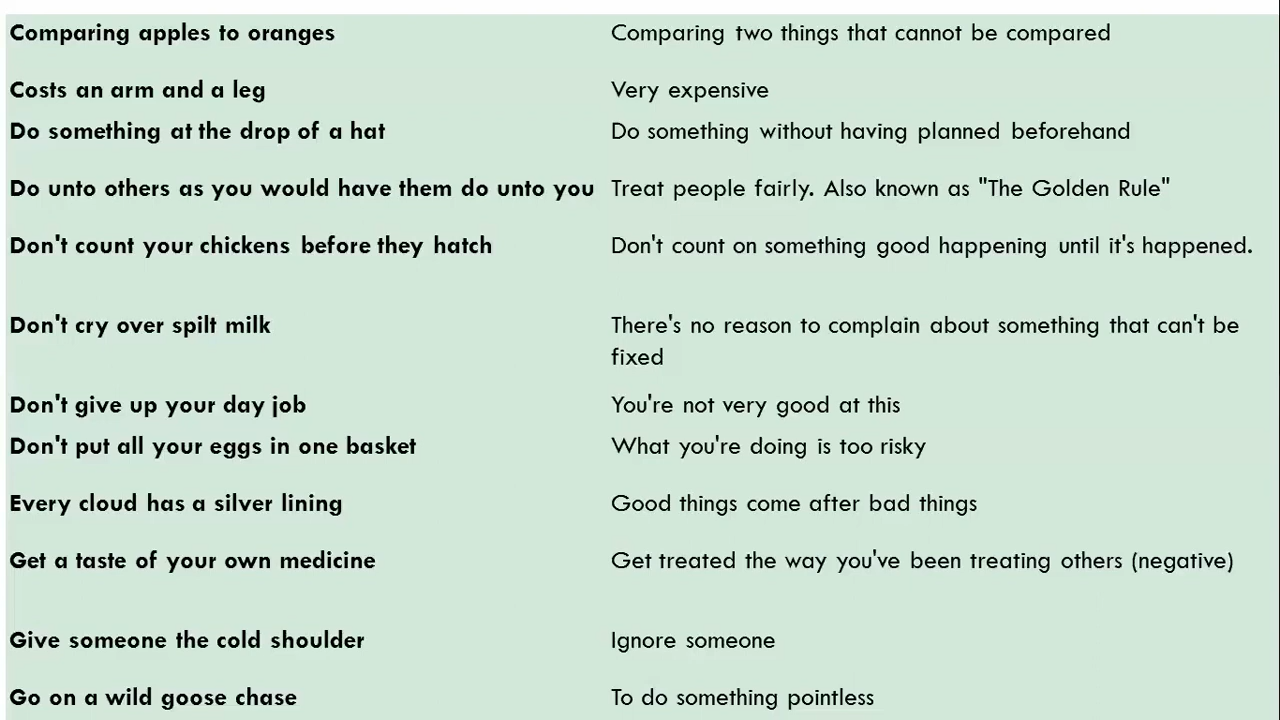 Comparing apples to oranges Comparing two things that cannot be compared
Costs an arm and a leg Very expensive
Do something at the drop of a hat Do something without having planned beforehand
Do unto others as you would have them do unto you Treat people fairly. Also known as "The Golden Rule"
Don't count your chickens before they hatch Don't count on something good happening until it's happened.
Don't cry over spilt milk There's no reason to complain about something that can't be
fixed
Don't give up your day job You're not very good at this
Don't put all your eggs in one basket What you're doing is too risky
Every cloud has a silver lining Good things come after bad things
Get a taste of your own medicine Get treated the way you've been treating others (negative)
Give someone the cold shoulder Ignore someone
Go on a wild goose chase To do something pointless